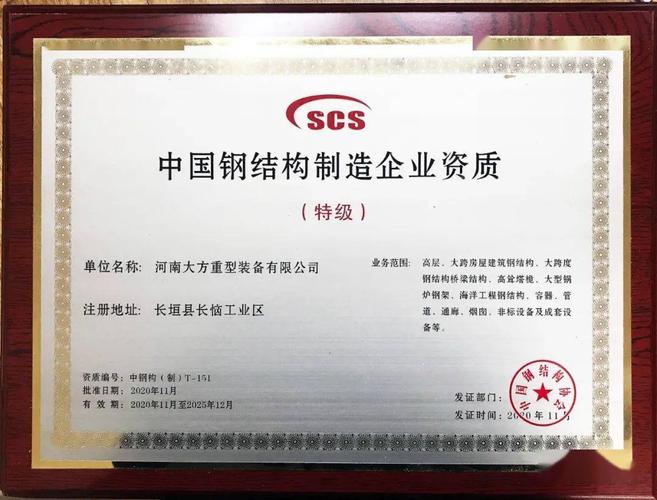 SCS
中国钢结构制造企业资质
（特级）
单位名称：河南大方重型装备有限公司
注册地址：长垣县长恼工业区
业务范围：高层、大跨房屋建筑钢结构、大跨度
钢结构桥梁结构、高耸塔桅、大型锅
炉钢架、海洋工程钢结构、容器、管
道、通廊、烟囱、非标设备及成套设
备等。
资质编号：中钢构（制）T-151
批准日期：2020年11月
有 效 期：2020年11月至2025年12月
发证部门：
中国钢结构协会
发证时间：2020年11月